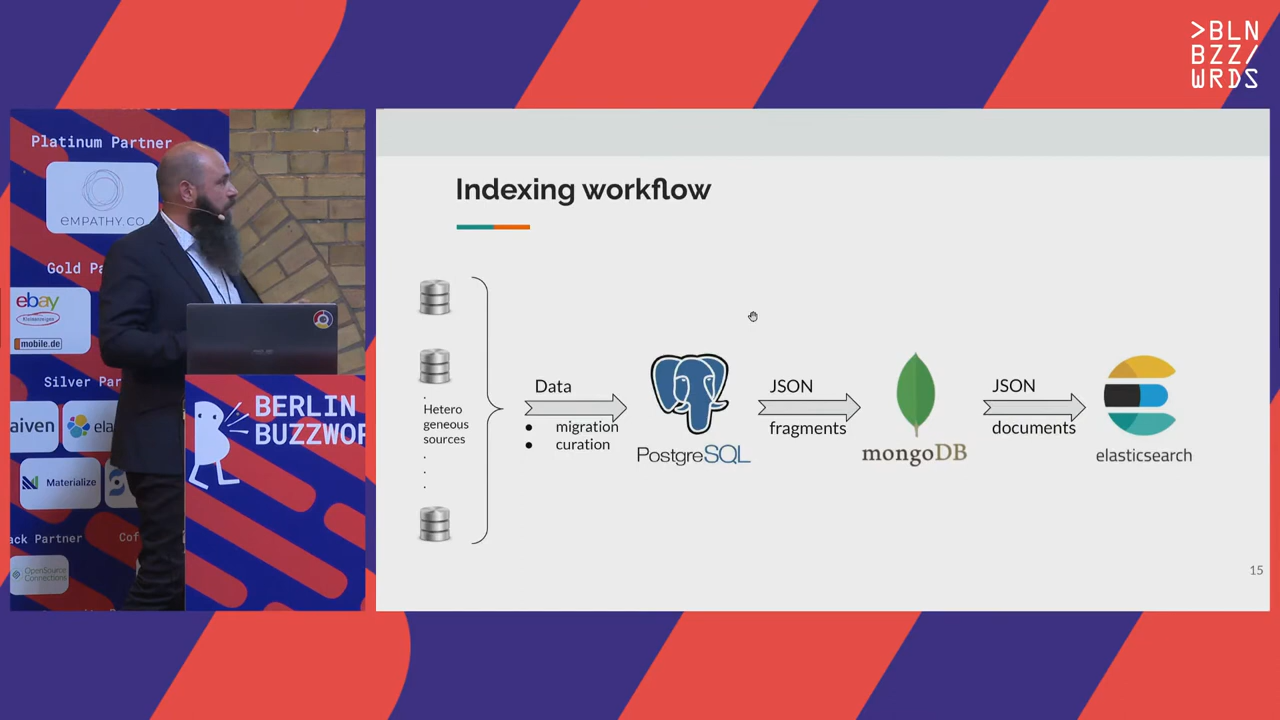 >BLN
BZZ/
WRDS
Platinum Partner
EMPATHY.CO
Gold Pa
ebay
Kleinanzeigen
mobile.de
Silver Par
aiven
ela
Materialize
ack Partner
Cof
OpenSource
Connections
BERLIN
BUZZWOR
Indexing workflow
Hetero
geneous
sources
Data
migration
curation
PostgreSQL
JSON
fragments
mongoDB
JSON
documents
elasticsearch
15